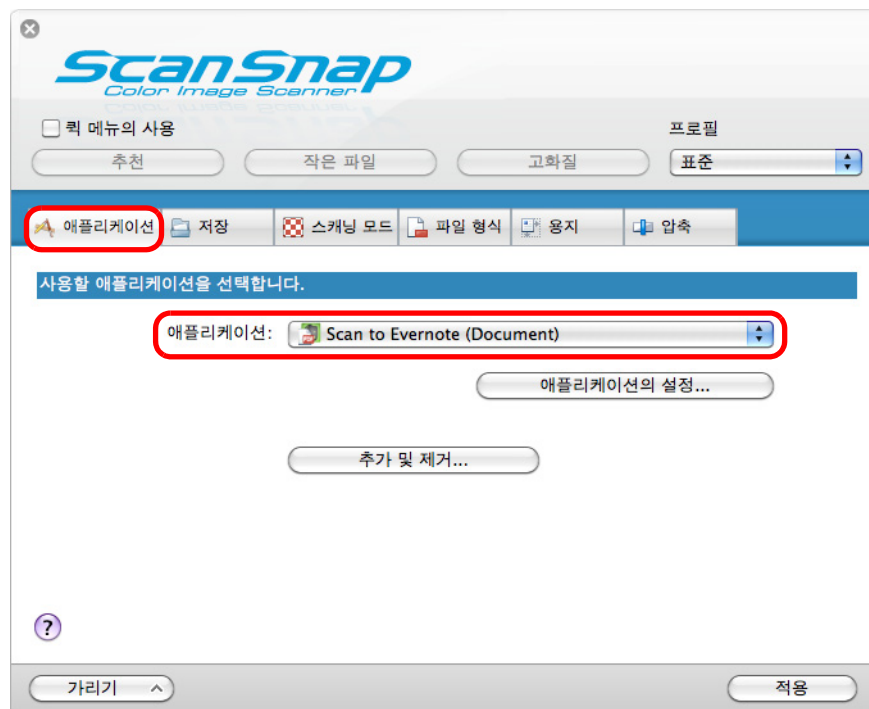 ScanSnap
Color Image Scanner
퀵 메뉴의 사용
프로필
추천
작은 파일
고화질
표준
애플리케이션
저장
스캐닝 모드
파일 형식
용지
압축
사용할 애플리케이션을 선택합니다.
애플리케이션: Scan to Evernote (Document)
애플리케이션의 설정...
추가 및 제거...
?
가리기
적용